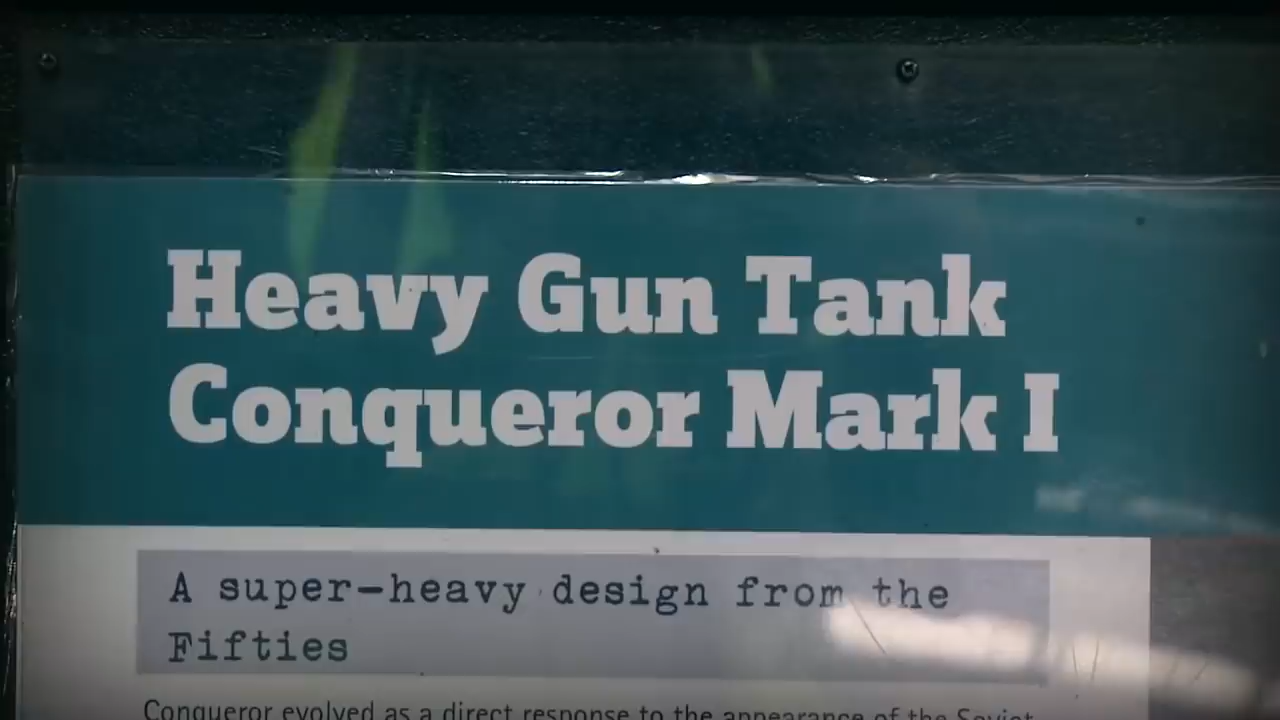 Heavy Gun Tank
Conqueror Mark I
A super-heavy design from the
Fifties
Conqueror evolved as a direct response to the appearance of the Soviet